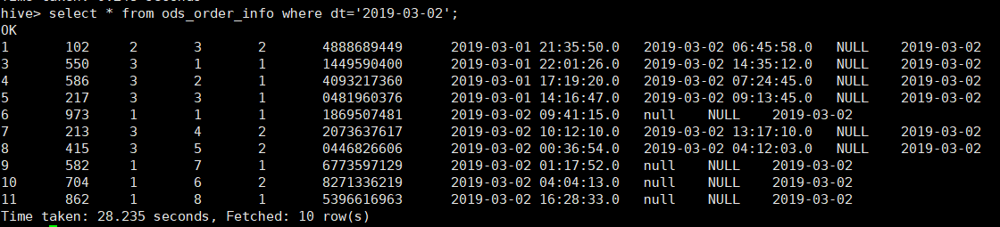 hive> select * from ods_order_info where dt='2019-03-02';
OK
1 102 2 3 2 4888689449 2019-03-01 21:35:50.0 2019-03-02 06:45:58.0 NULL 2019-03-02
3 550 3 1 1 1449590400 2019-03-01 22:01:26.0 2019-03-02 14:35:12.0 NULL 2019-03-02
4 586 3 2 1 4093217360 2019-03-01 17:19:20.0 2019-03-02 07:24:45.0 NULL 2019-03-02
5 217 3 3 1 0481960376 2019-03-01 14:16:47.0 2019-03-02 09:13:45.0 NULL 2019-03-02
6 973 1 1 1 1869507481 2019-03-02 09:41:15.0 null NULL 2019-03-02
7 213 3 4 2 2073637617 2019-03-02 10:12:10.0 2019-03-02 13:17:10.0 NULL 2019-03-02
8 415 3 5 2 0446826606 2019-03-02 00:36:54.0 2019-03-02 04:12:03.0 NULL 2019-03-02
9 582 1 7 1 6773597129 2019-03-02 01:17:52.0 null NULL 2019-03-02
10 704 1 6 2 8271336219 2019-03-02 04:04:13.0 null NULL 2019-03-02
11 862 1 8 1 5396616963 2019-03-02 16:28:33.0 null NULL 2019-03-02
Time taken: 28.235 seconds, Fetched: 10 row(s)